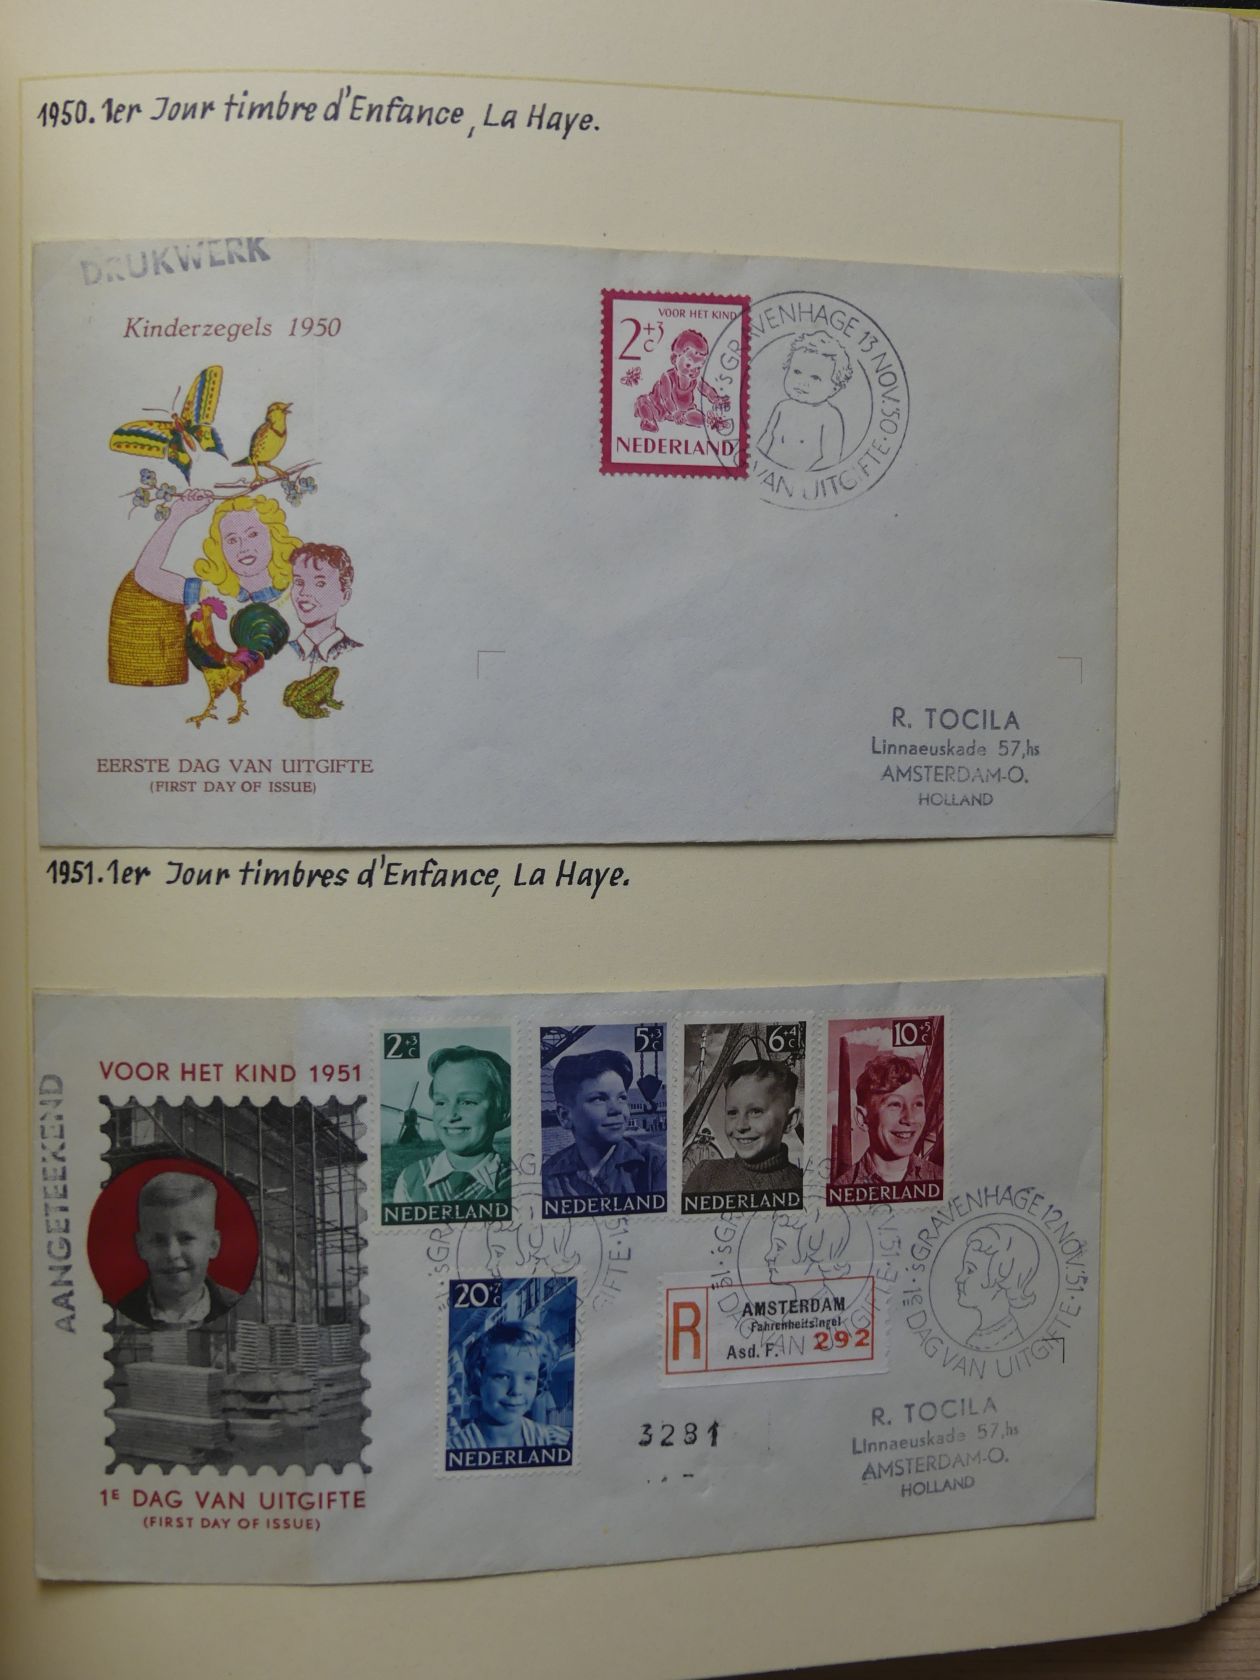 1950. 1er Jour timbre d'Enfance, La Haye.
DRUKWERK
Kinderzegels 1950
VOOR HET KIND
2+3 c
NEDERLAND
'sGRAVENHAGE 13 NOV. 50.
DAG VAN UITGIFTE.
EERSTE DAG VAN UITGIFTE
(FIRST DAY OF ISSUE)
R. TOCILA
Linnaeuskade 57,hs
AMSTERDAM-O.
HOLLAND
1951. 1er Jour timbres d'Enfance, La Haye.
AANGETEEKEND
VOOR HET KIND 1951
2+3 c
NEDERLAND
5+3 c
NEDERLAND
6+4 c
NEDERLAND
10+5 c
NEDERLAND
20+7 c
NEDERLAND
'sGRAVENHAGE 12 NOV. '51.
1E DAG VAN UITGIFTE
R
AMSTERDAM
Fahrenheitsingel
Asd. F. 292
3281
R. TOCILA
Linnaeuskade 57,hs
AMSTERDAM-O.
HOLLAND
1E DAG VAN UITGIFTE
(FIRST DAY OF ISSUE)